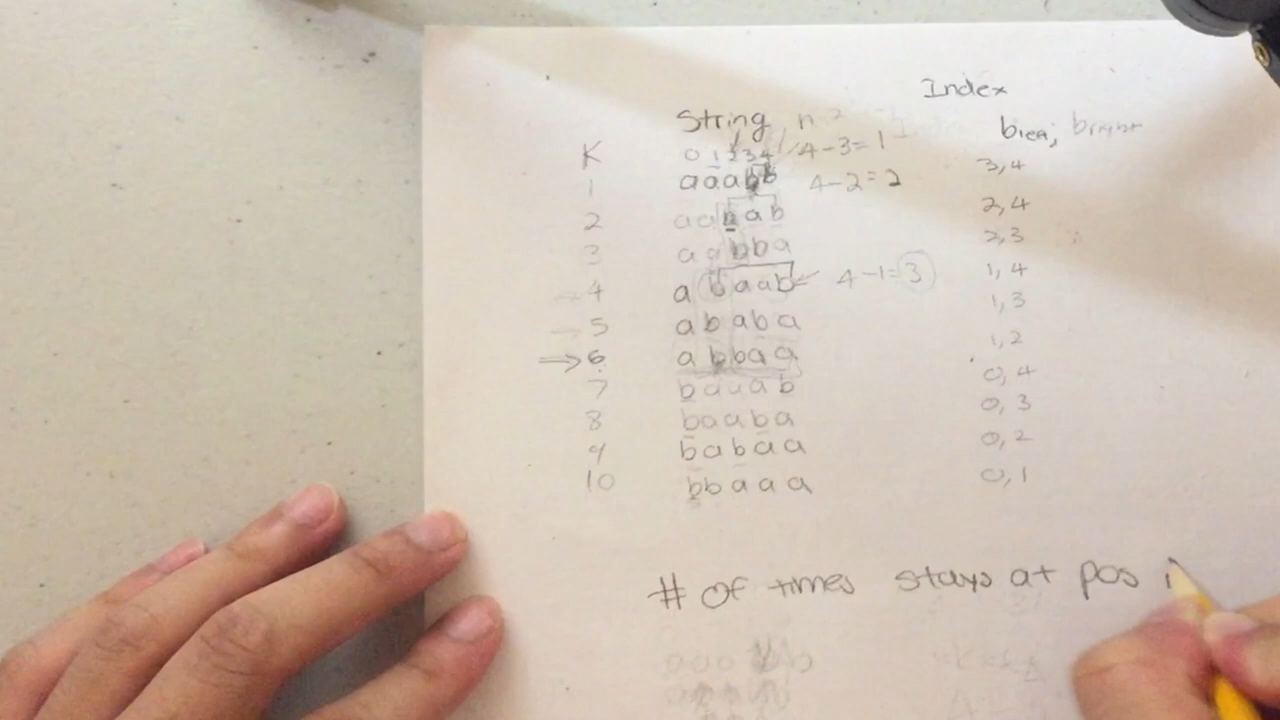 Index
String n
K 0 1 2 3 4 4-3=1 bleft, bright
1 aaabb 4-2=2 3,4
2 aabab 2,4
3 aabba 2,3
4 abaab 4-1=3 1,4
5 ababa 1,3
6 abbaa 1,2
7 baaab 0,4
8 baaba 0,3
9 babaa 0,2
10 bbaaa 0,1
# of times stays at pos